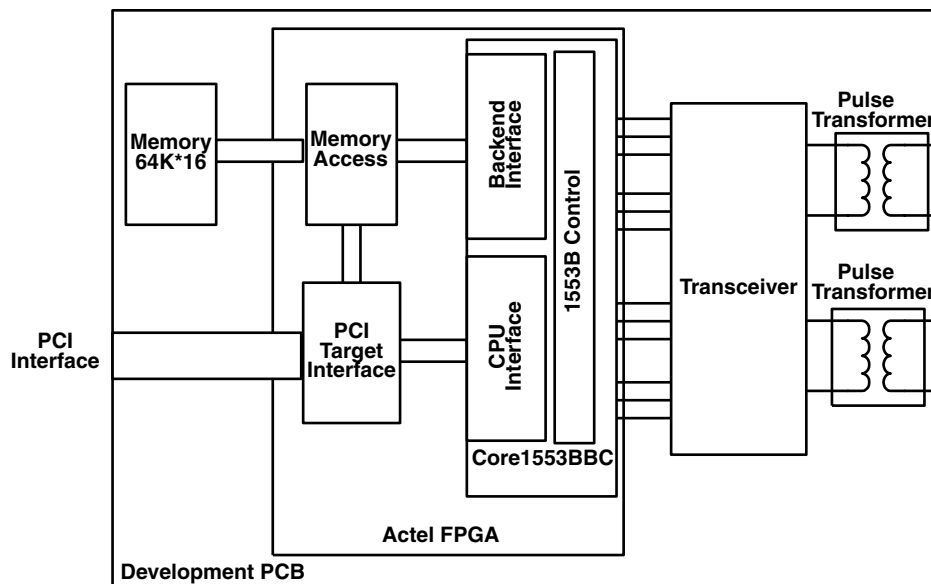 Memory
64K*16
Memory
Access
Backend
Interface
1553B Control
Pulse
Transformer
Transceiver
Pulse
Transformer
PCI
Interface
PCI
Target
Interface
CPU
Interface
Core1553BBC
Actel FPGA
Development PCB